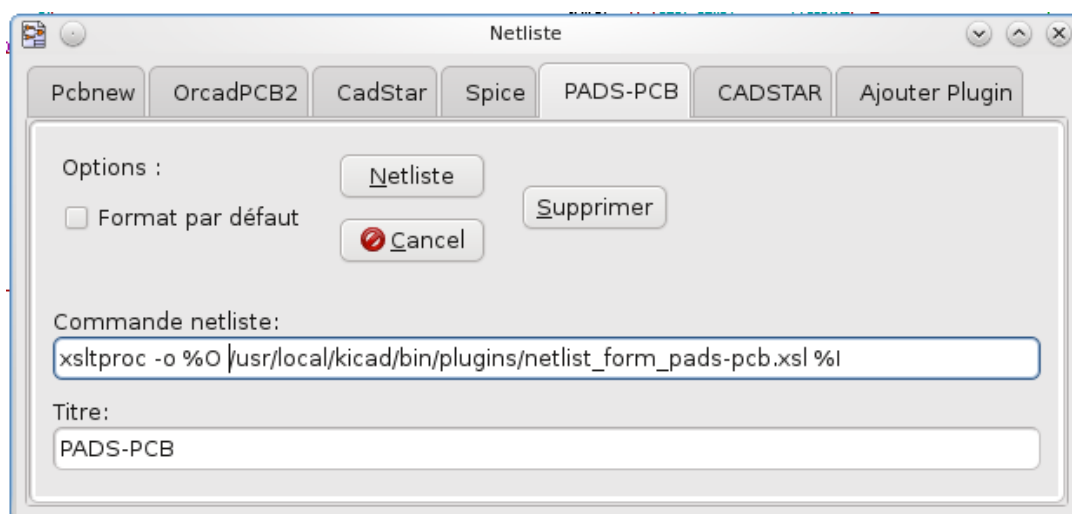 Netliste
Pcbnew OrcadPCB2 CadStar Spice PADS-PCB CADSTAR Ajouter Plugin
Options :
Netliste
Supprimer
Format par défaut
Cancel
Commande netliste:
xsltproc -o %O /usr/local/kicad/bin/plugins/netlist_form_pads-pcb.xsl %I
Titre:
PADS-PCB